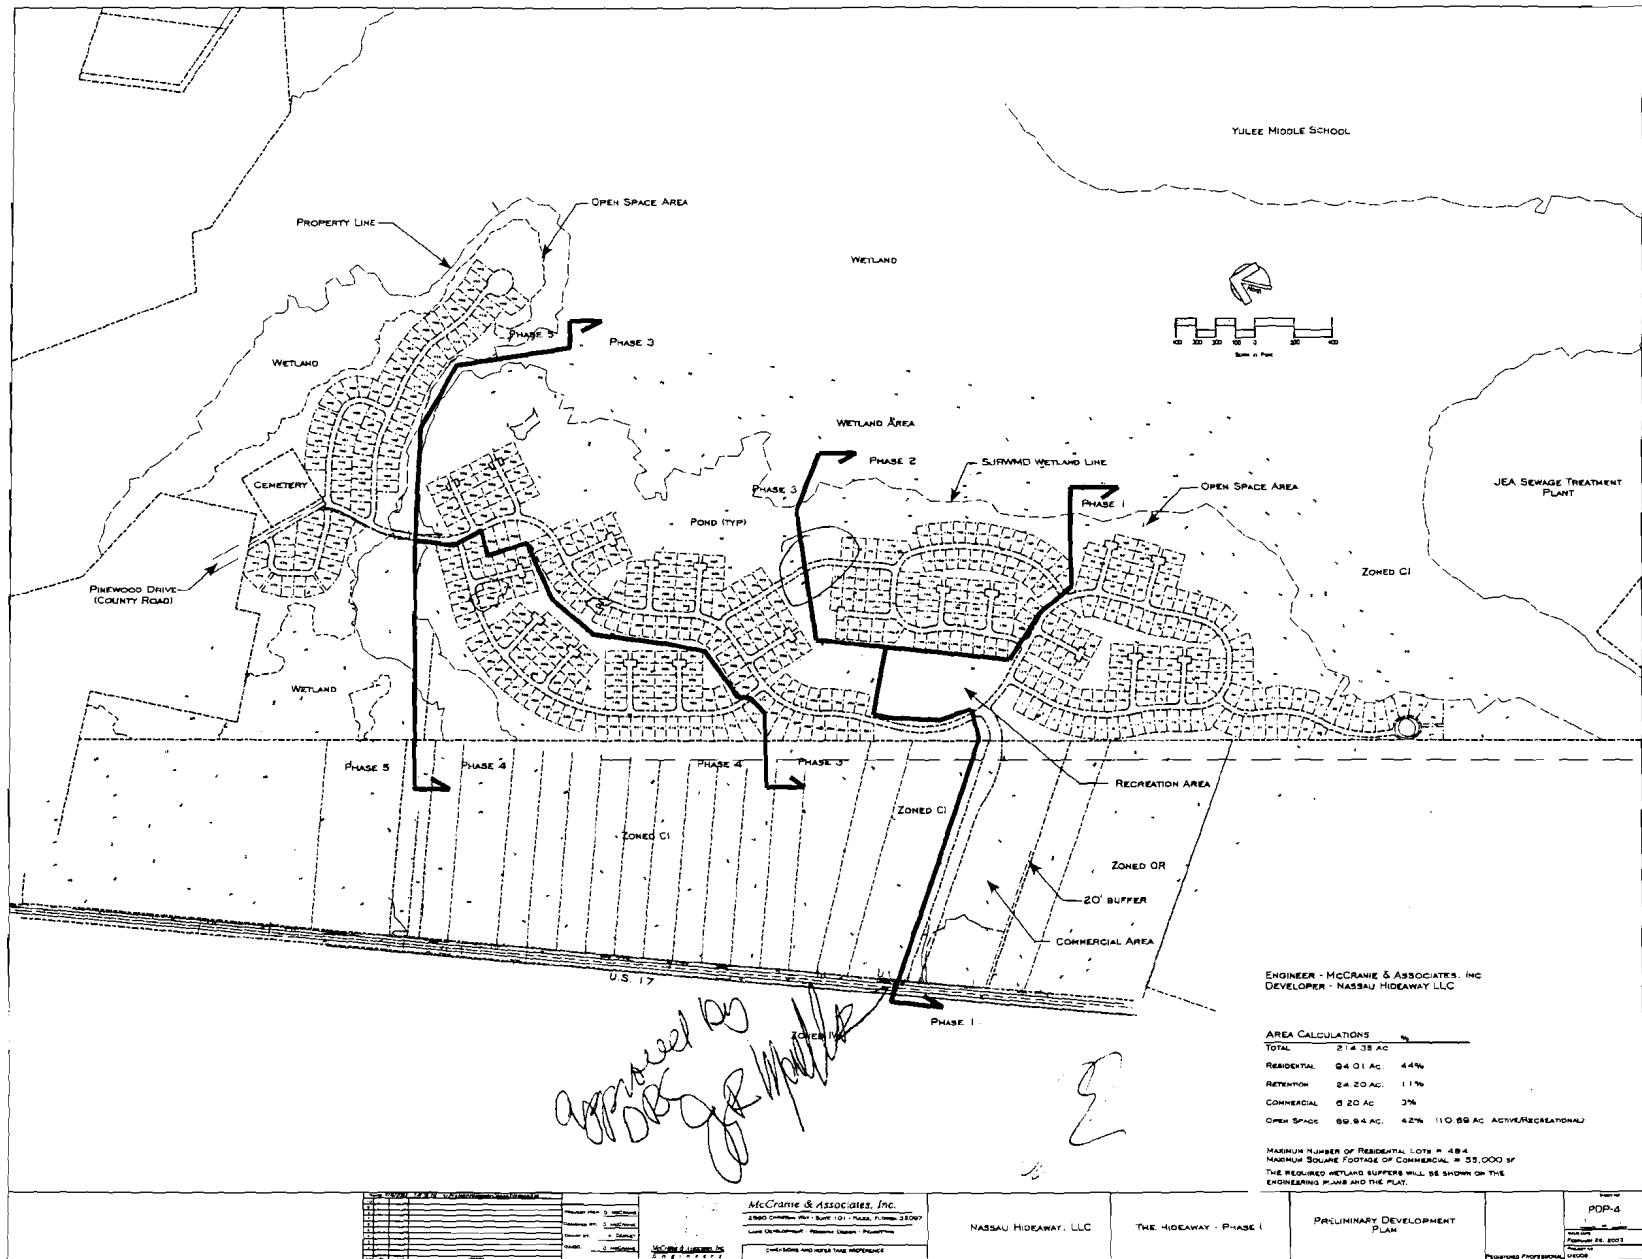 YULEE MIDDLE SCHOOL
OPEN SPACE AREA
PROPERTY LINE
WETLAND
PHASE 5
PHASE 3
WETLAND
WETLAND AREA
PHASE 2
SJRWMD WETLAND LINE
PHASE 3
OPEN SPACE AREA
PHASE 1
CEMETERY
JEA SEWAGE TREATMENT
PLANT
POND (TYP)
ZONED CI
PINEWOOD DRIVE
(COUNTY ROAD)
WETLAND
PHASE 5
PHASE 4
PHASE 4
PHASE 3
RECREATION AREA
ZONED CI
ZONED CI
ZONED OR
20' BUFFER
COMMERCIAL AREA
U.S. 17
PHASE 1
approved by
DRC
ENGINEER - MCCRANIE & ASSOCIATES, INC
DEVELOPER - NASSAU HIDEAWAY LLC
AREA CALCULATIONS %
TOTAL 214.35 AC
RESIDENTIAL 94.01 AC. 44%
RETENTION 24.20 AC. 11%
COMMERCIAL 6.20 AC 3%
OPEN SPACE 89.94 AC. 42% (10.89 AC ACTIVE/RECREATIONAL)
MAXIMUM NUMBER OF RESIDENTIAL LOTS = 484
MAXIMUM SQUARE FOOTAGE OF COMMERCIAL = 55,000 SF
THE REQUIRED WETLAND BUFFERS WILL BE SHOWN ON THE
ENGINEERING PLANS AND THE PLAT.
McCranie & Associates, Inc.
NASSAU HIDEAWAY, LLC
THE HIDEAWAY - PHASE 1
PRELIMINARY DEVELOPMENT
PLAN
PDP-4